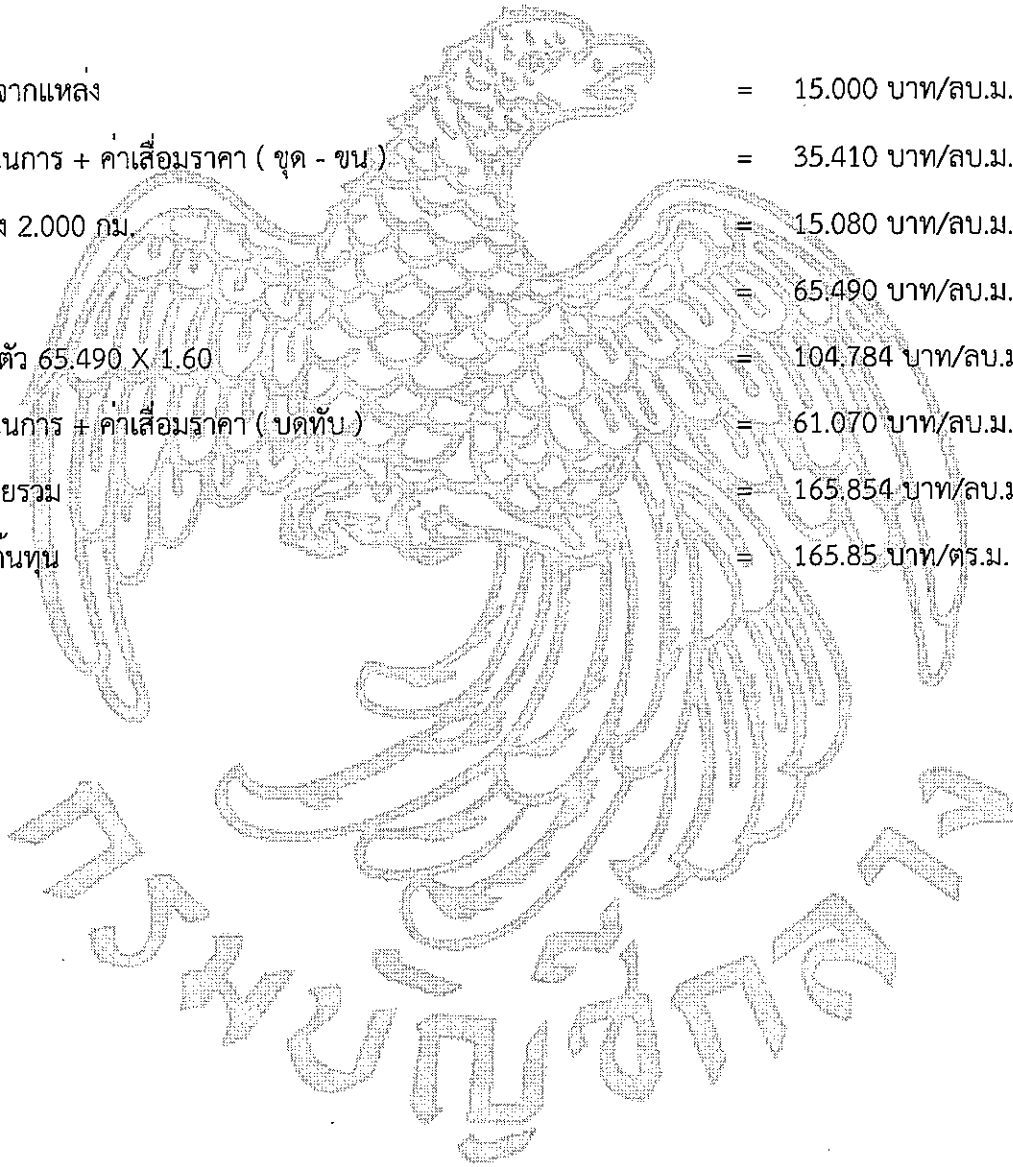 จากแหล่ง = 15.000 บาท/ลบ.ม.
นการ + ค่าเสื่อมราคา ( ขุด - ขน ) = 35.410 บาท/ลบ.ม.
ง 2.000 กม. = 15.080 บาท/ลบ.ม.
= 65.490 บาท/ลบ.ม.
ตัว 65.490 X 1.60 = 104.784 บาท/ลบ.ม
นการ + ค่าเสื่อมราคา ( บดทับ ) = 61.070 บาท/ลบ.ม.
ยรวม = 165.854 บาท/ลบ.ม
ทุน = 165.85 บาท/ตร.ม.
กรมชนประทาน